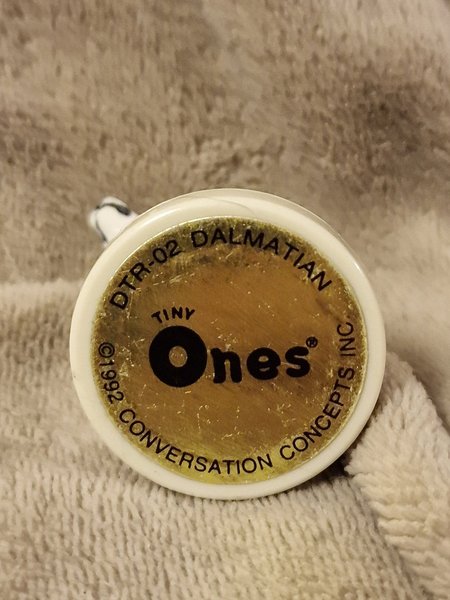 DTR-02 DALMATIAN
TINY
Ones®
©1992 CONVERSATION CONCEPTS INC.